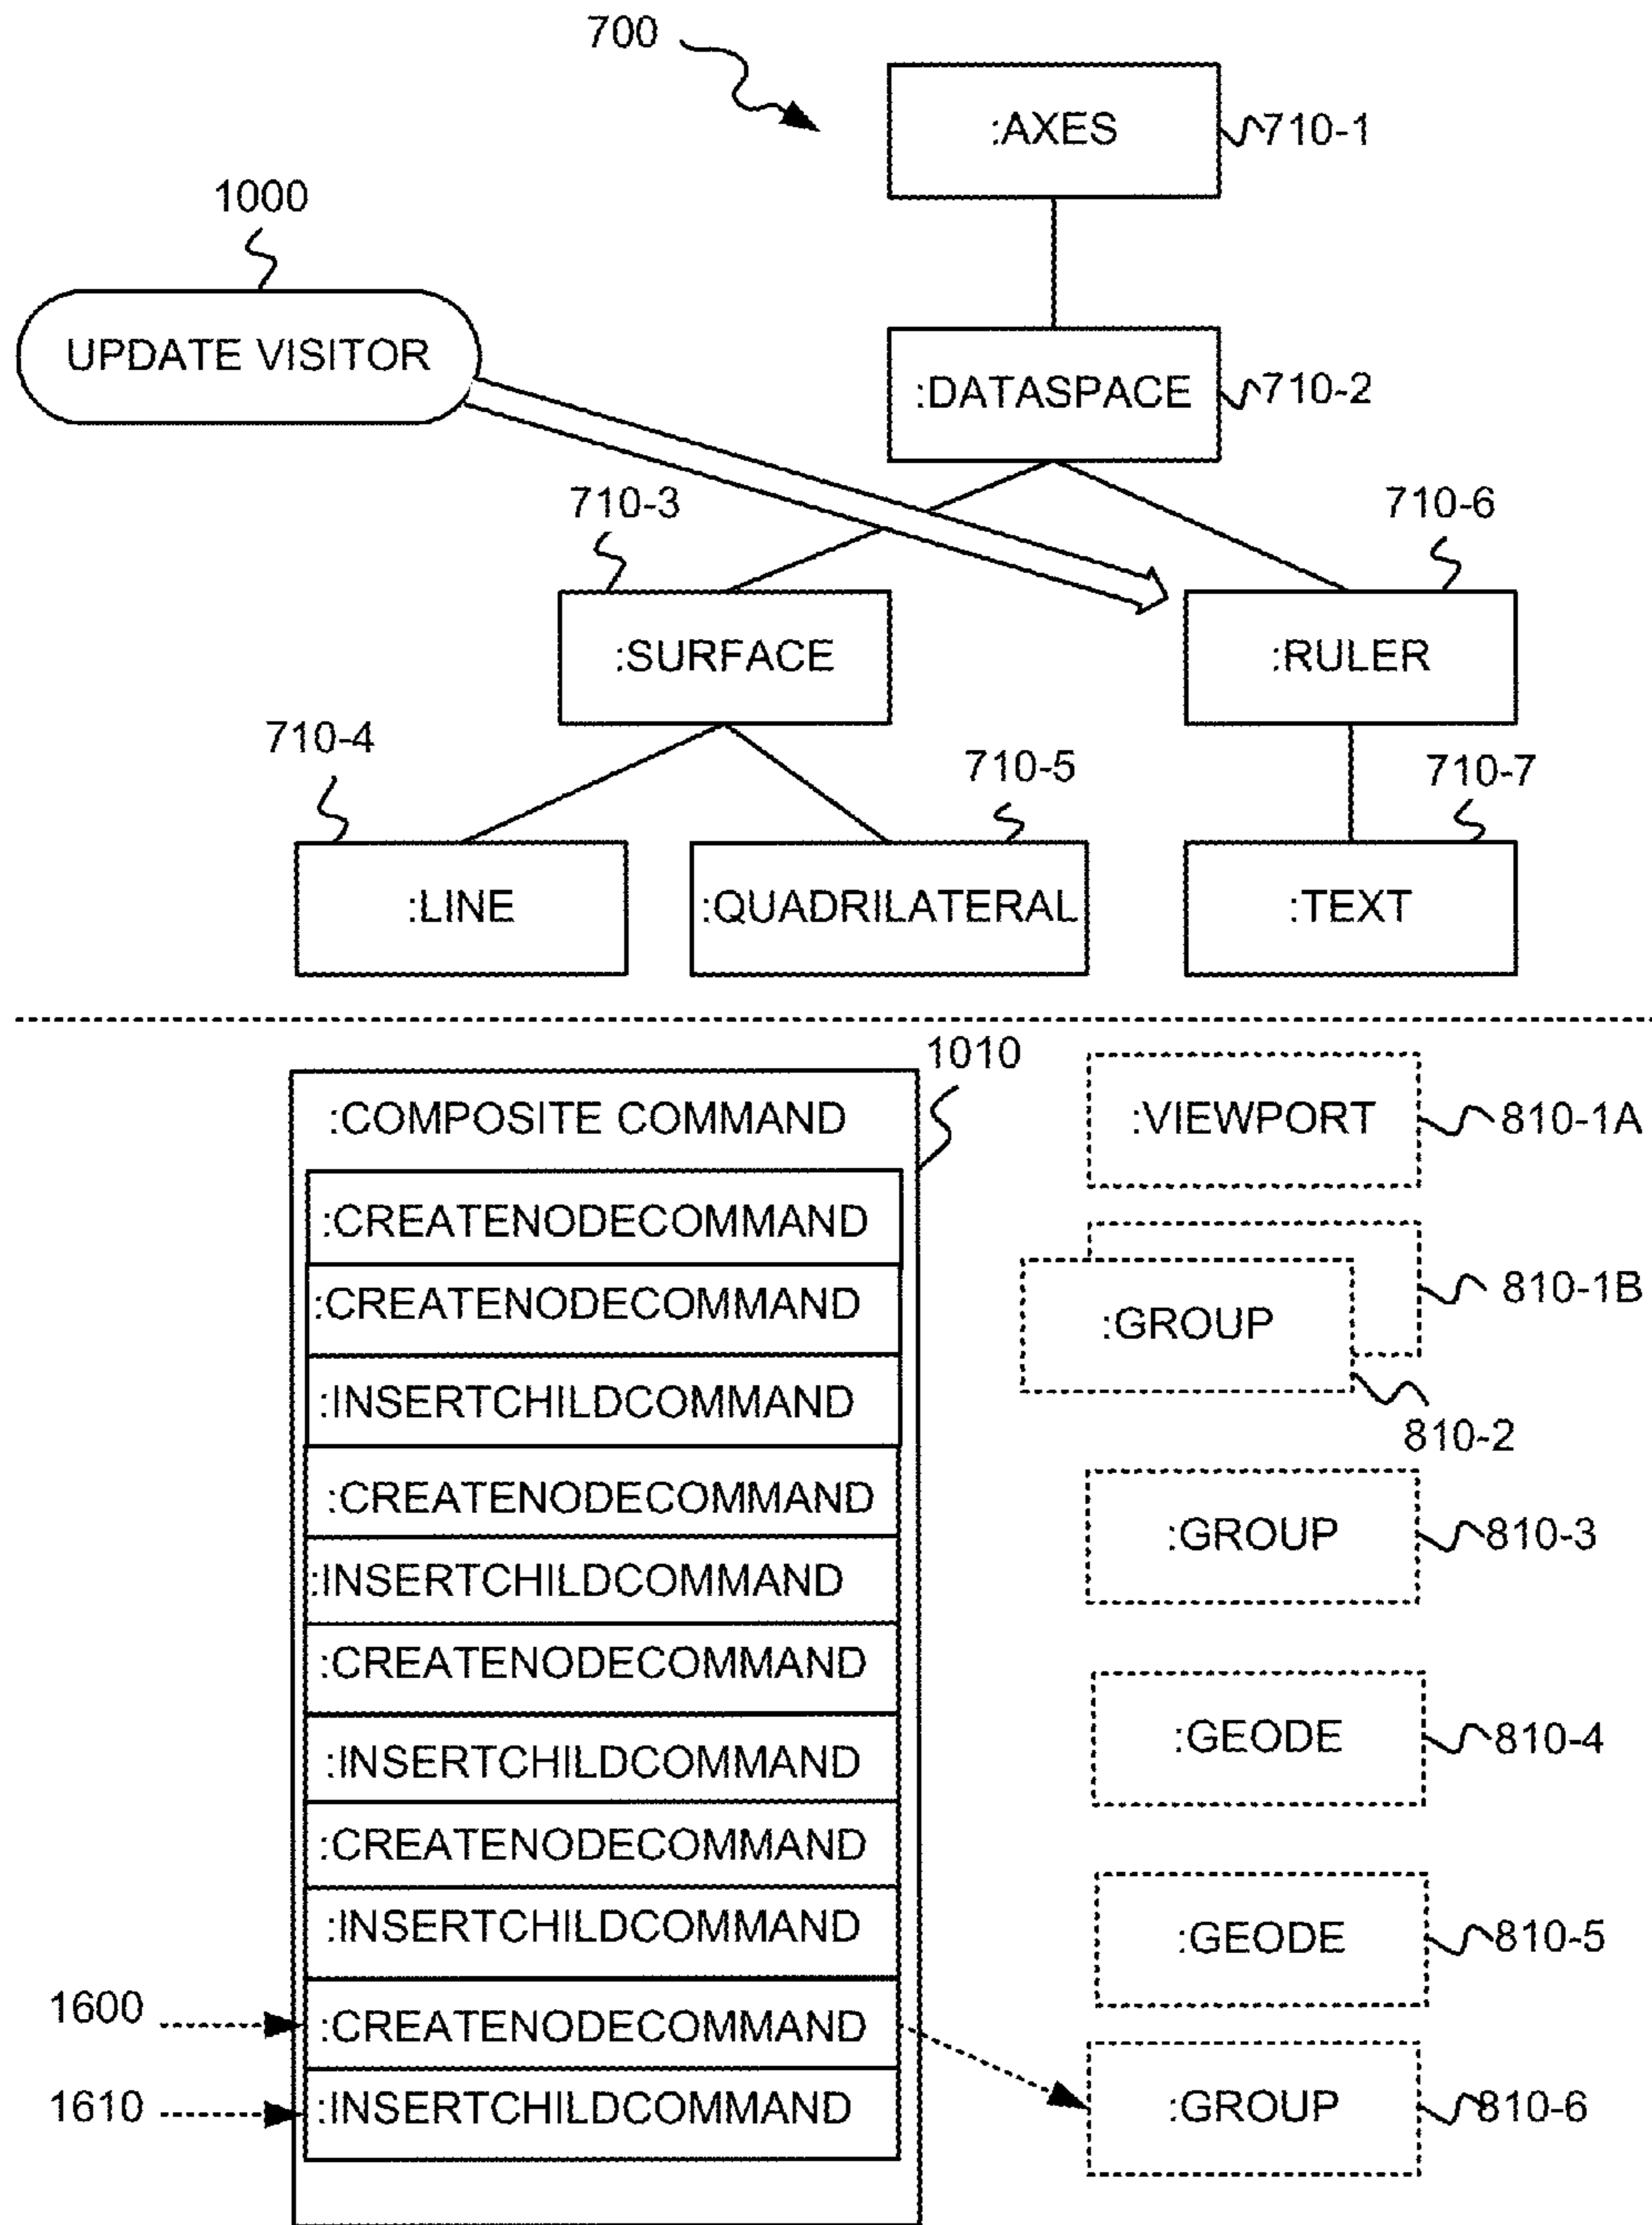 700
:AXES
710-1
1000
UPDATE VISITOR
:DATASPACE
710-2
710-3
710-6
:SURFACE
:RULER
710-4
710-5
710-7
:LINE
:QUADRILATERAL
:TEXT
1010
:COMPOSITE COMMAND
:VIEWPORT
810-1A
:CREATENODECOMMAND
:CREATENODECOMMAND
810-1B
:GROUP
:INSERTCHILDCOMMAND
810-2
:CREATENODECOMMAND
:GROUP
810-3
:INSERTCHILDCOMMAND
:CREATENODECOMMAND
:GEODE
810-4
:INSERTCHILDCOMMAND
:CREATENODECOMMAND
:INSERTCHILDCOMMAND
:GEODE
810-5
1600
:CREATENODECOMMAND
1610
:INSERTCHILDCOMMAND
:GROUP
810-6